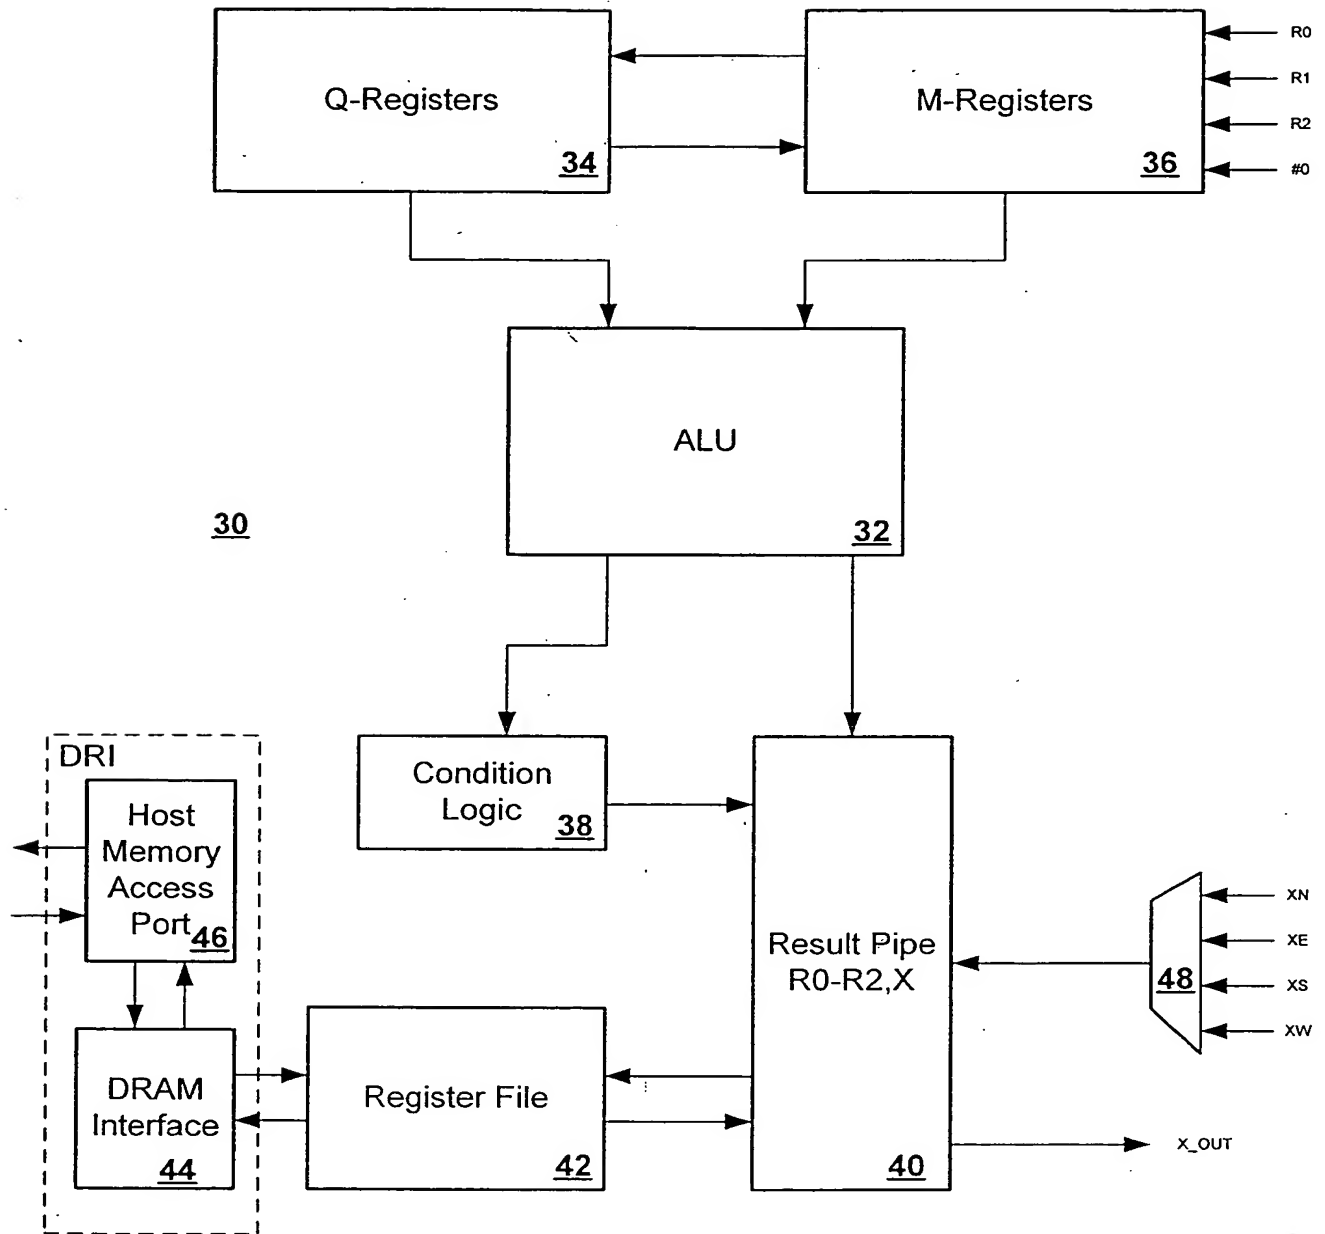 R0
R1
Q-Registers
M-Registers
R2
34
36
#0
ALU
30
32
DRI
Condition
Logic
38
Host
Memory
Access
Port
46
XN
XE
Result Pipe
R0-R2,X
48
XS
XW
DRAM
Interface
44
Register File
42
40
X_OUT